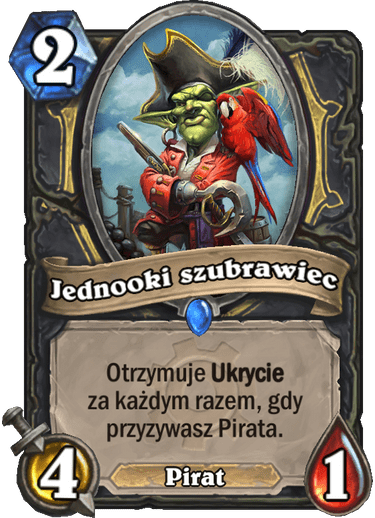 2
Jednooki szubrawiec
Otrzymuje Ukrycie
za każdym razem, gdy
przyzywasz Pirata.
4
Pirat
1